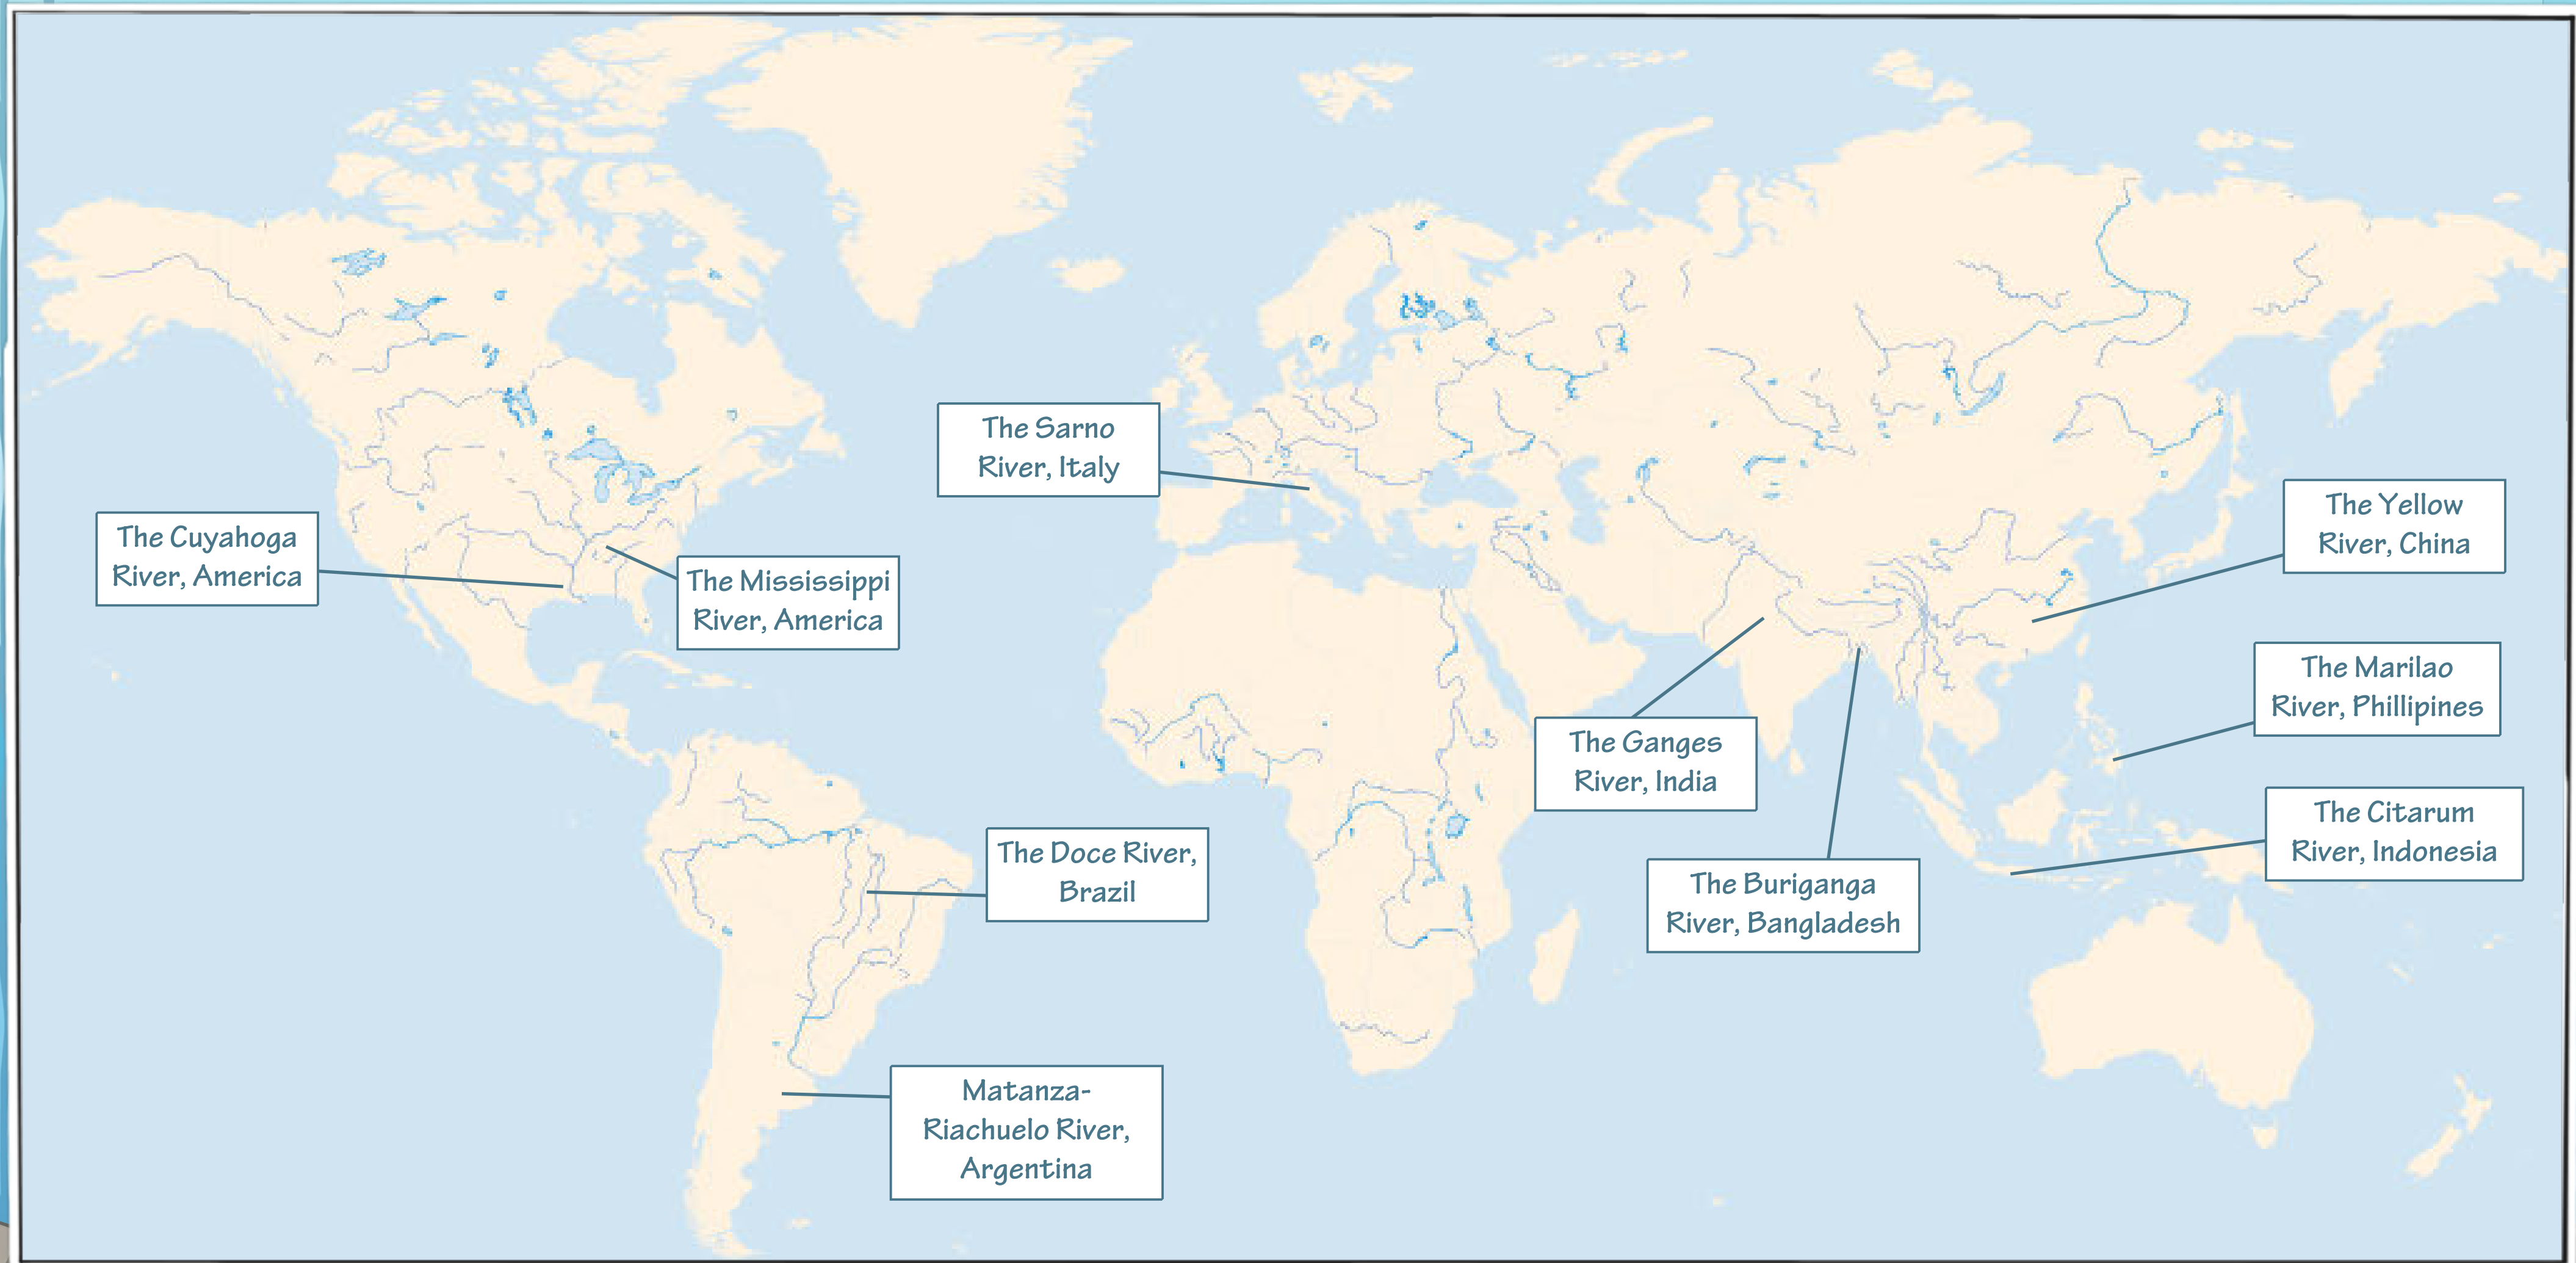 The Sarno
River, Italy
The Cuyahoga
River, America
The Mississippi
River, America
The Yellow
River, China
The Marilao
River, Phillipines
The Ganges
River, India
The Citarum
River, Indonesia
The Doce River,
Brazil
The Buriganga
River, Bangladesh
Matanza-
Riachuelo River,
Argentina